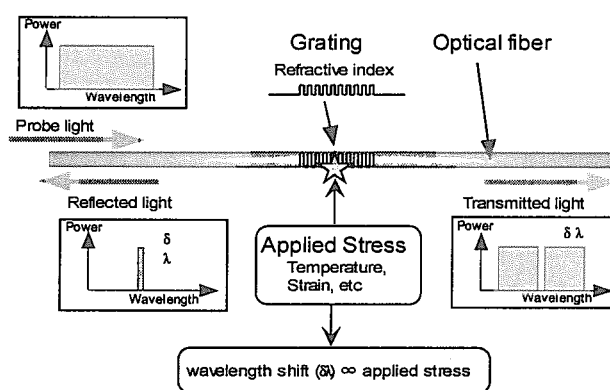 Power
Wavelength
Grating
Refractive index
Optical fiber
Probe light
Reflected light
Transmitted light
Power
δ
λ
Wavelength
Applied Stress
Temperature,
Strain, etc
Power
δ λ
Wavelength
wavelength shift (δλ) ∞ applied stress